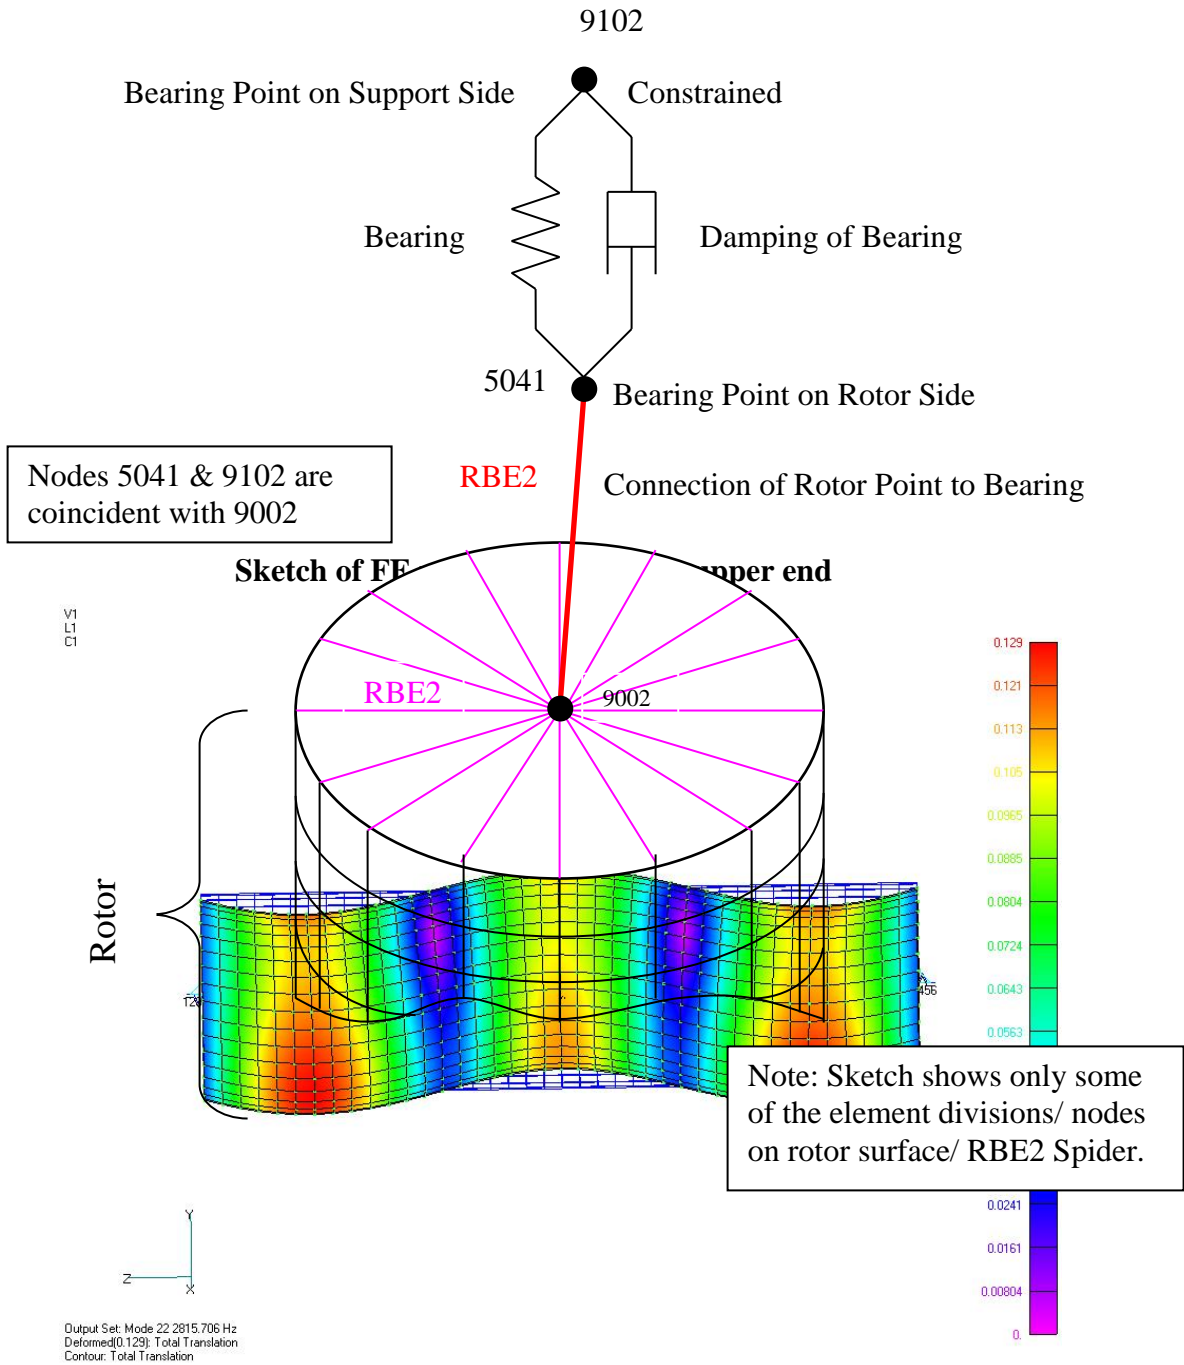 9102
Bearing Point on Support Side
Constrained
Bearing
Damping of Bearing
5041
Bearing Point on Rotor Side
Nodes 5041 & 9102 are
coincident with 9002
RBE2
Connection of Rotor Point to Bearing
Sketch of FE
upper end
V1
L1
C1
RBE2
9002
Rotor
0.129
0.121
0.113
0.105
0.0965
0.0885
0.0804
0.0724
0.0643
0.0563
456
Note: Sketch shows only some
of the element divisions/ nodes
on rotor surface/ RBE2 Spider.
0.0241
0.0161
0.00804
0.
Y
Z
X
Output Set: Mode 22 2815.706 Hz
Deformed(0.129): Total Translation
Contour: Total Translation